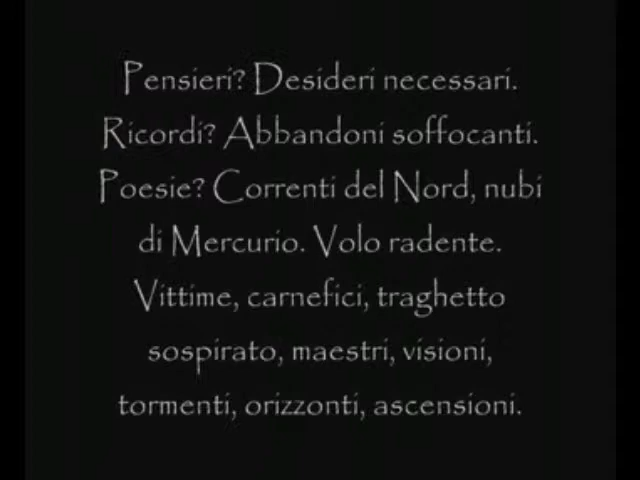 Pensieri? Desideri necessari.
Ricordi? Abbandoni soffocanti.
Poesie? Correnti del Nord, nubi
di Mercurio. Volo radente.
Vittime, carnefici, traghetto
sospirato, maestri, visioni,
tormenti, orizzonti, ascensioni.